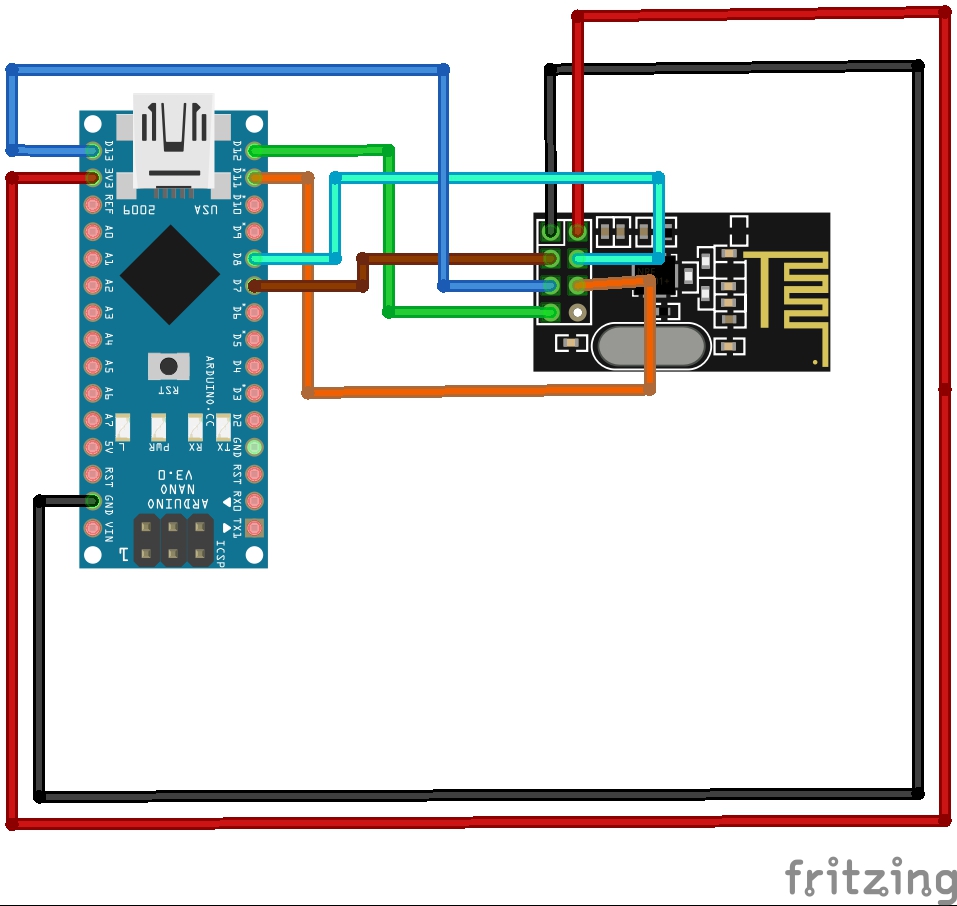 D13
3V3
REF
A0
A1
A2
A3
A4
A5
A6
A7
5V
RST
GND
VIN
D12
D11
D10
D9
D8
D7
D6
D5
D4
D3
D2
GND
RST
RX0
TX1
2009
USA
RST
ARDUINO.CC
L
PWR
RX
TX
ARDUINO
NANO
V3.0
1
ICSP
fritzing